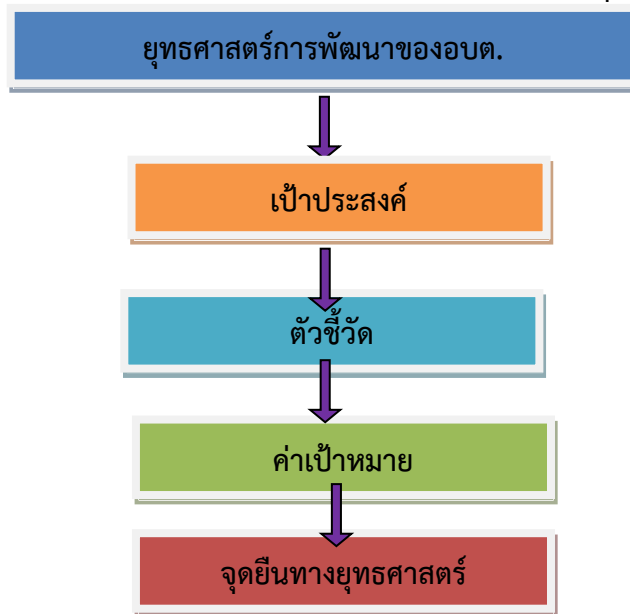 ยุทธศาสตร์การพัฒนาของอบต.
เป้าประสงค์
ตัวชี้วัด
ค่าเป้าหมาย
จุดยืนทางยุทธศาสตร์